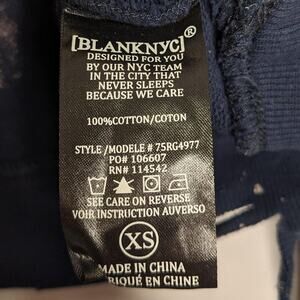 [BLANKNYC]®
DESIGNED FOR YOU
BY OUR NYC TEAM
IN THE CITY THAT
NEVER SLEEPS
BECAUSE WE CARE
100%COTTON/COTON
STYLE/MODELE # 75RG4977
PO# 106607
RN# 114542
SEE CARE ON REVERSE
VOIR INSTRUCTION AUVERSO
XS
MADE IN CHINA
RIQUÉ EN CHINE